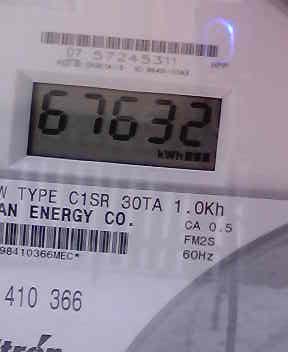 07 57245311
67632
kWh
W TYPE C1SR 30TA 1.0Kh
AN ENERGY CO.
CA 0.5
FM2S
60Hz
98410366MEC*
410 366